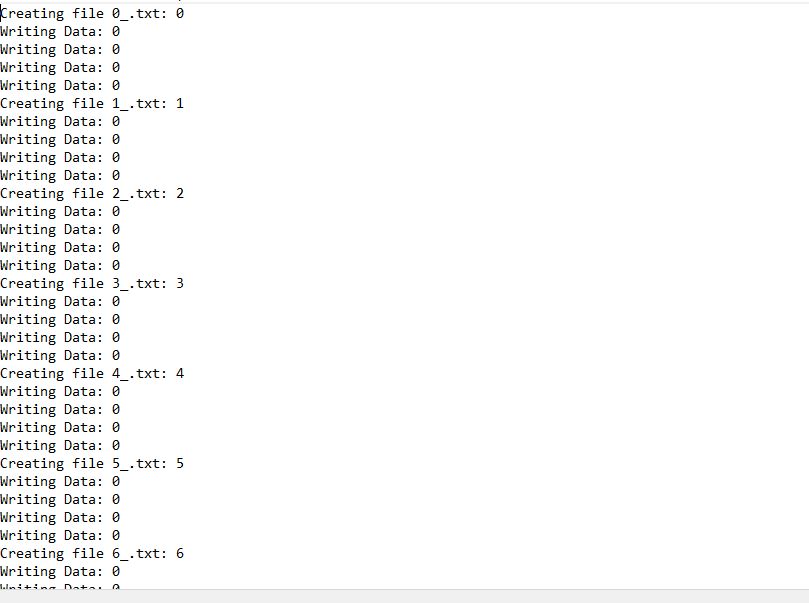 Creating file 0_.txt: 0
Writing Data: 0
Writing Data: 0
Writing Data: 0
Writing Data: 0
Creating file 1_.txt: 1
Writing Data: 0
Writing Data: 0
Writing Data: 0
Writing Data: 0
Creating file 2_.txt: 2
Writing Data: 0
Writing Data: 0
Writing Data: 0
Writing Data: 0
Creating file 3_.txt: 3
Writing Data: 0
Writing Data: 0
Writing Data: 0
Writing Data: 0
Creating file 4_.txt: 4
Writing Data: 0
Writing Data: 0
Writing Data: 0
Writing Data: 0
Creating file 5_.txt: 5
Writing Data: 0
Writing Data: 0
Writing Data: 0
Writing Data: 0
Creating file 6_.txt: 6
Writing Data: 0
Writing Data: 0